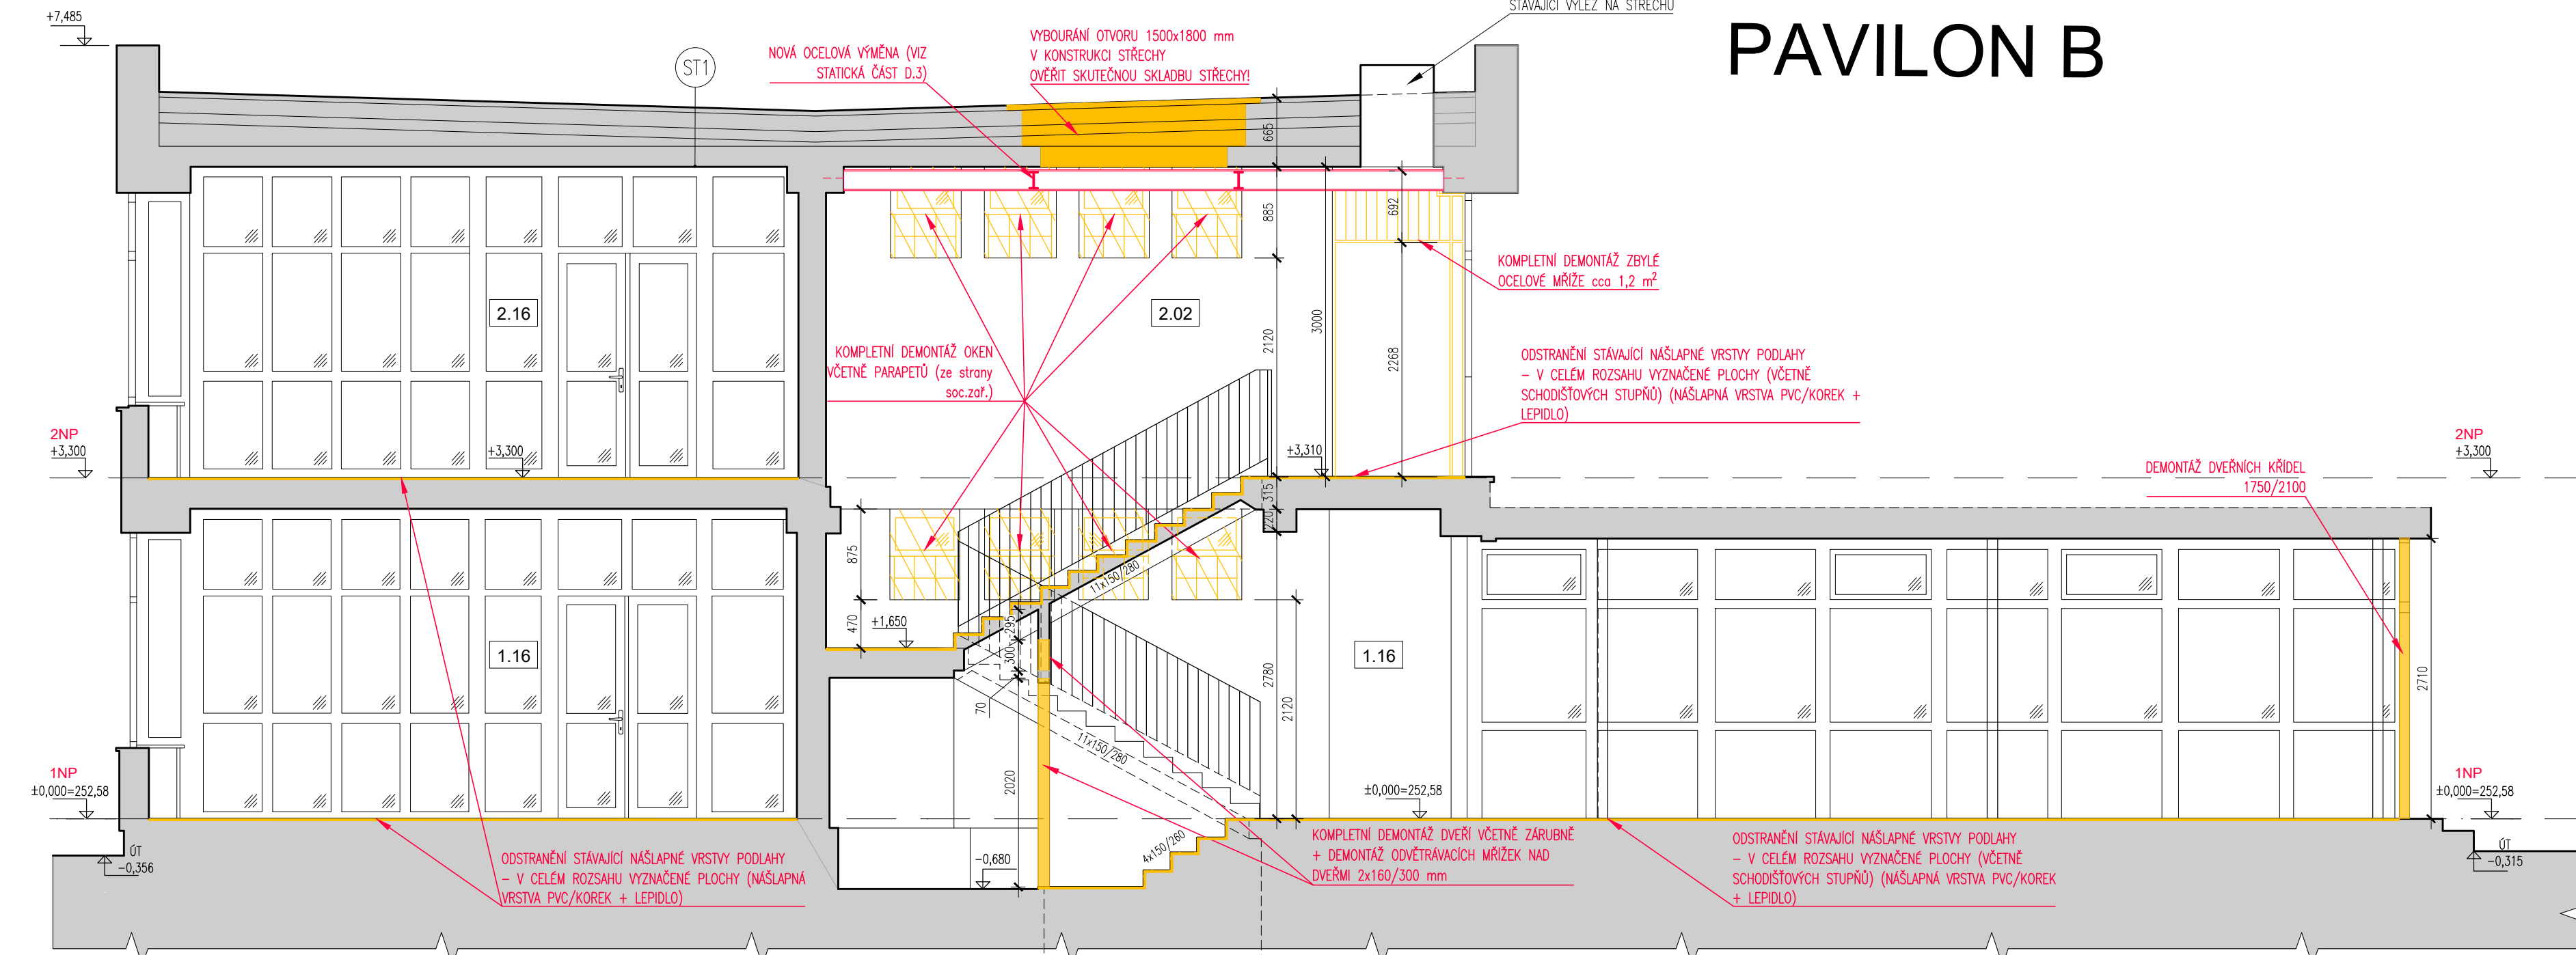 STÁVAJÍCÍ VÝLEZ NA STŘECHU
PAVILON B
+7,485
ST1
NOVÁ OCELOVÁ VÝMĚNA (VIZ
STATICKÁ ČÁST D.3)
VYBOURÁNÍ OTVORU 1500x1800 mm
V KONSTRUKCI STŘECHY
OVĚŘIT SKUTEČNOU SKLADBU STŘECHY!
665
885
692
KOMPLETNÍ DEMONTÁŽ ZBYLÉ
OCELOVÉ MŘÍŽE cca 1,2 m²
2.16
2.02
2120
3000
2268
KOMPLETNÍ DEMONTÁŽ OKEN
VČETNĚ PARAPETŮ (ze strany
soc.zař.)
ODSTRANĚNÍ STÁVAJÍCÍ NÁŠLAPNÉ VRSTVY PODLAHY
– V CELÉM ROZSAHU VYZNAČENÉ PLOCHY (VČETNĚ
SCHODIŠŤOVÝCH STUPŇŮ) (NÁŠLAPNÁ VRSTVA PVC/KOREK +
LEPIDLO)
2NP
+3,300
+3,300
+3,310
2NP
+3,300
DEMONTÁŽ DVEŘNÍCH KŘÍDEL
1750/2100
315
220
875
470
11x150/280
+1,650
295
300
1.16
1.16
2780
2120
2710
70
2020
11x150/280
1NP
±0,000=252,58
±0,000=252,58
1NP
±0,000=252,58
ÚT
–0,356
ODSTRANĚNÍ STÁVAJÍCÍ NÁŠLAPNÉ VRSTVY PODLAHY
– V CELÉM ROZSAHU VYZNAČENÉ PLOCHY (NÁŠLAPNÁ
VRSTVA PVC/KOREK + LEPIDLO)
–0,680
4x150/260
KOMPLETNÍ DEMONTÁŽ DVEŘÍ VČETNĚ ZÁRUBNĚ
+ DEMONTÁŽ ODVĚTRÁVACÍCH MŘÍŽEK NAD
DVEŘMI 2x160/300 mm
ODSTRANĚNÍ STÁVAJÍCÍ NÁŠLAPNÉ VRSTVY PODLAHY
– V CELÉM ROZSAHU VYZNAČENÉ PLOCHY (VČETNĚ
SCHODIŠŤOVÝCH STUPŇŮ) (NÁŠLAPNÁ VRSTVA PVC/KOREK
+ LEPIDLO)
ÚT
–0,315